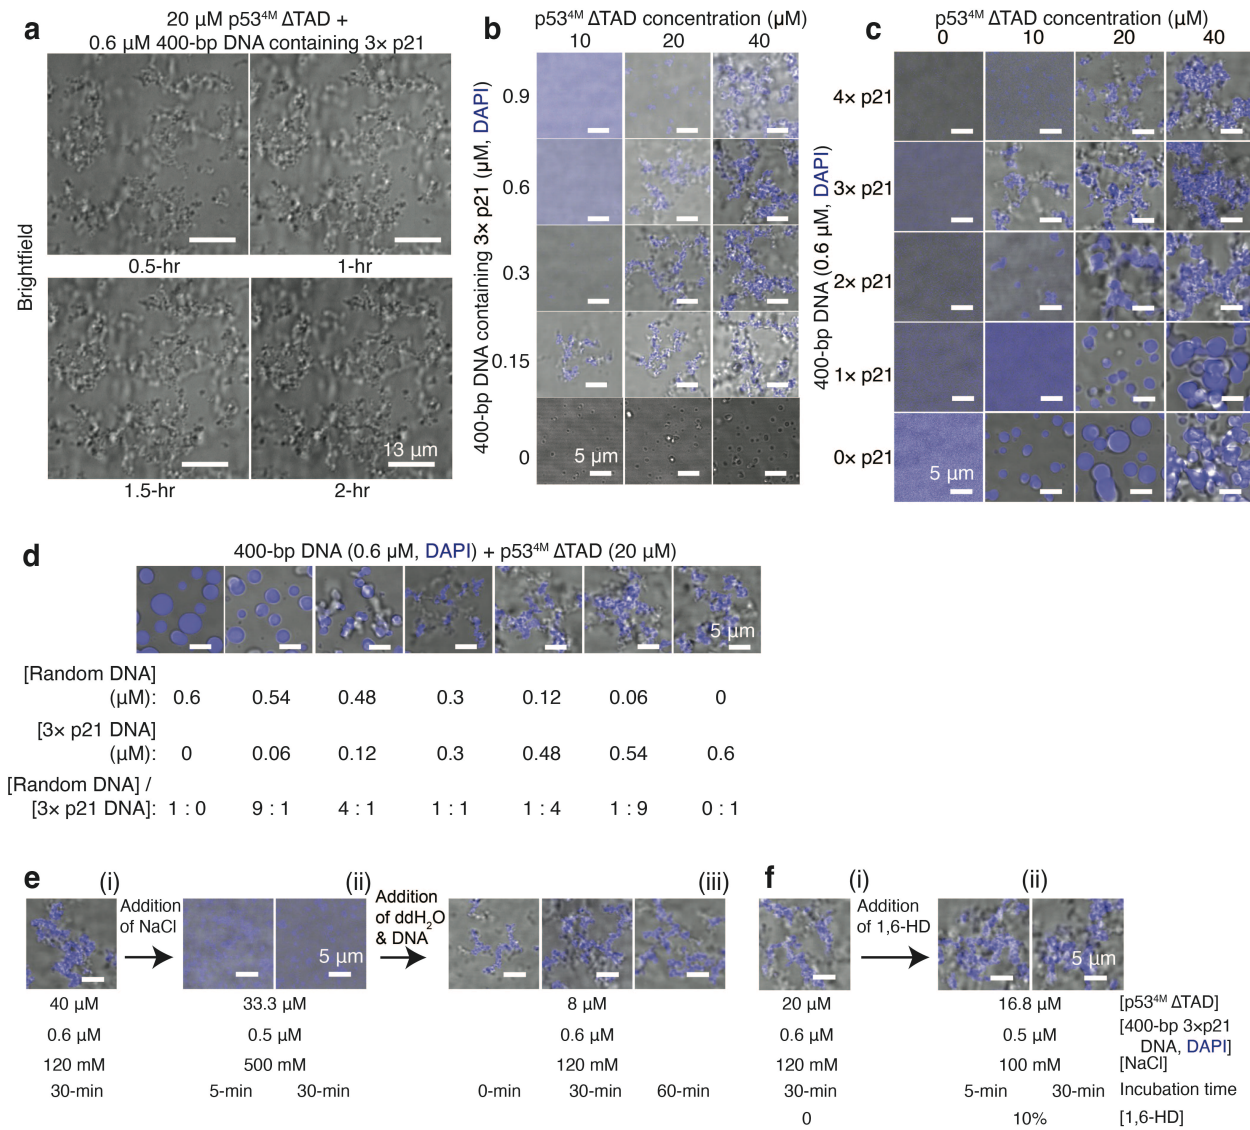 a
20 µM p53⁴ᴹ ΔTAD +
0.6 µM 400-bp DNA containing 3× p21
Brightfield
0.5-hr
1-hr
13 µm
1.5-hr
2-hr
b
p53⁴ᴹ ΔTAD concentration (µM)
10 20 40
400-bp DNA containing 3× p21 (µM, DAPI)
0.9
0.6
0.3
0.15
0
5 µm
c
p53⁴ᴹ ΔTAD concentration (µM)
0 10 20 40
400-bp DNA (0.6 µM, DAPI)
4× p21
3× p21
2× p21
1× p21
0× p21
5 µm
d
400-bp DNA (0.6 µM, DAPI) + p53⁴ᴹ ΔTAD (20 µM)
5 µm
[Random DNA]
(µM): 0.6 0.54 0.48 0.3 0.12 0.06 0
[3× p21 DNA]
(µM): 0 0.06 0.12 0.3 0.48 0.54 0.6
[Random DNA] /
[3× p21 DNA]: 1 : 0 9 : 1 4 : 1 1 : 1 1 : 4 1 : 9 0 : 1
e
(i)
Addition
of NaCl
(ii)
5 µm
Addition
of ddH₂O
& DNA
(iii)
40 µM 33.3 µM 8 µM
0.6 µM 0.5 µM 0.6 µM
120 mM 500 mM 120 mM
30-min 5-min 30-min 0-min 30-min 60-min
f
(i)
Addition
of 1,6-HD
(ii)
5 µm
20 µM 16.8 µM [p53⁴ᴹ ΔTAD]
0.6 µM 0.5 µM [400-bp 3×p21
DNA, DAPI]
120 mM 100 mM [NaCl]
30-min 5-min 30-min Incubation time
0 10% [1,6-HD]